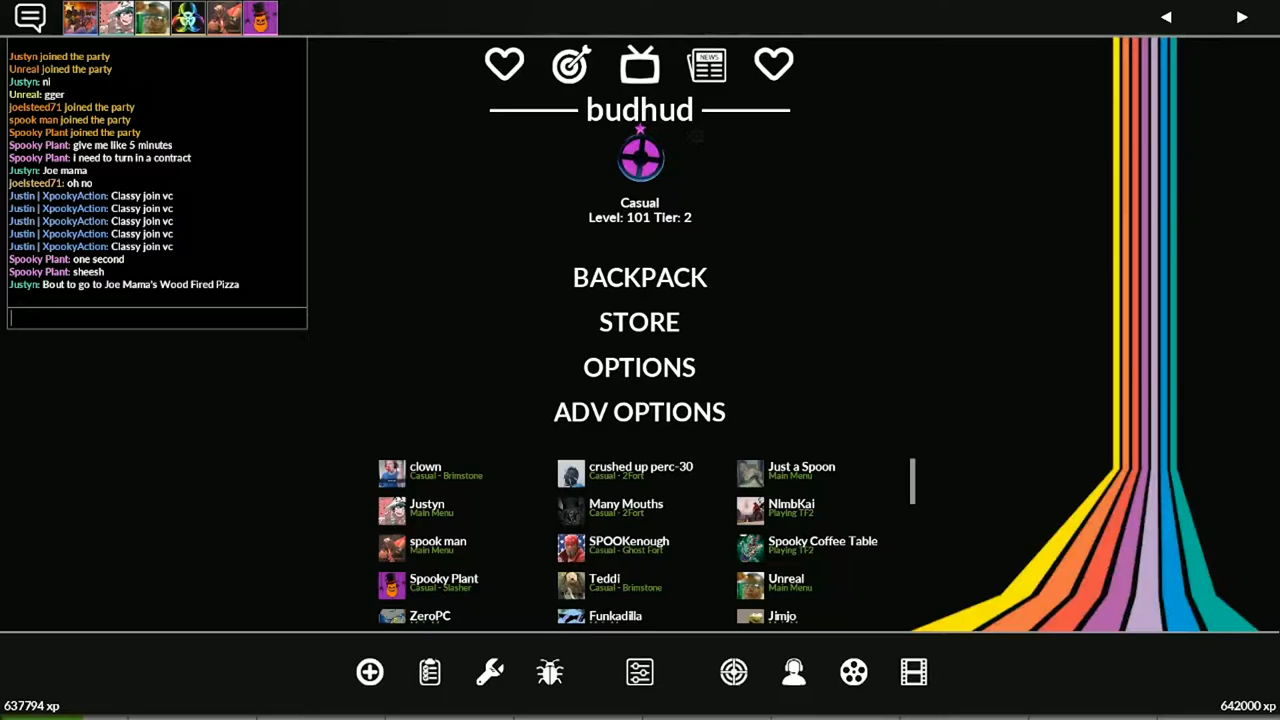 Justyn joined the party
Unreal joined the party
Justyn: ni
Unreal: gger
joelsteed71 joined the party
spook man joined the party
Spooky Plant joined the party
Spooky Plant: give me like 5 minutes
Spooky Plant: i need to turn in a contract
Justyn: Joe mama
joelsteed71: oh no
Justin | XpookyAction: Classy join vc
Justin | XpookyAction: Classy join vc
Justin | XpookyAction: Classy join vc
Justin | XpookyAction: Classy join vc
Justin | XpookyAction: Classy join vc
Spooky Plant: one second
Spooky Plant: sheesh
Justyn: Bout to go to Joe Mama's Wood Fired Pizza
NEWS
budhud
Casual
Level: 101 Tier: 2
BACKPACK
STORE
OPTIONS
ADV OPTIONS
clown
Casual - Brimstone
crushed up perc-30
Casual - 2Fort
Just a Spoon
Main Menu
Justyn
Main Menu
Many Mouths
Casual - 2Fort
NImbKai
Playing TF2
spook man
Main Menu
SPOOKenough
Casual - Ghost Fort
Spooky Coffee Table
Playing TF2
Spooky Plant
Casual - Slasher
Teddi
Casual - Brimstone
Unreal
Main Menu
ZeroPC
Funkadilla
Jimjo
637794 xp
642000 xp